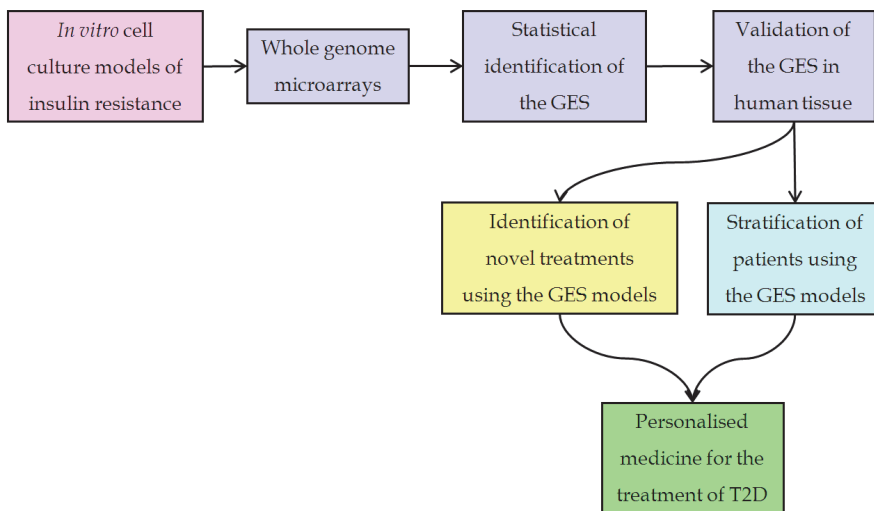 In vitro cell
culture models of
insulin resistance
Whole genome
microarrays
Statistical
identification of
the GES
Validation of
the GES in
human tissue
Identification of
novel treatments
using the GES models
Stratification of
patients using
the GES models
Personalised
medicine for the
treatment of T2D